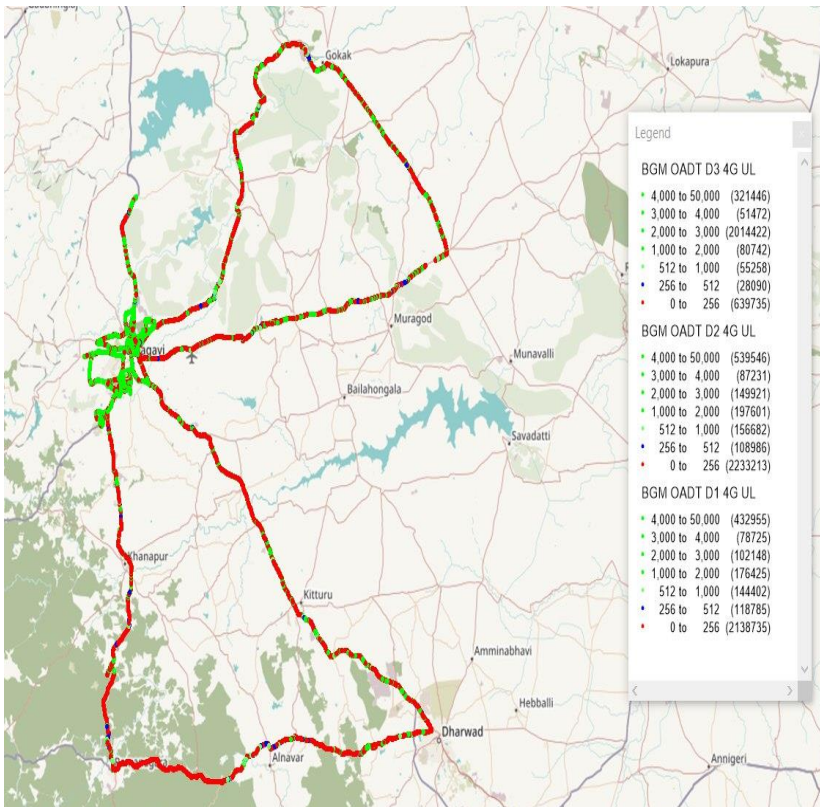 Gokak
Lokapura
Legend
BGM OADT D3 4G UL
4,000 to 50,000 (321446)
3,000 to 4,000 (51472)
2,000 to 3,000 (2014422)
1,000 to 2,000 (80742)
512 to 1,000 (55258)
256 to 512 (28090)
0 to 256 (639735)
BGM OADT D2 4G UL
4,000 to 50,000 (539546)
3,000 to 4,000 (87231)
2,000 to 3,000 (149921)
1,000 to 2,000 (197601)
512 to 1,000 (156682)
256 to 512 (108986)
0 to 256 (2233213)
BGM OADT D1 4G UL
4,000 to 50,000 (432955)
3,000 to 4,000 (78725)
2,000 to 3,000 (102148)
1,000 to 2,000 (176425)
512 to 1,000 (144402)
256 to 512 (118785)
0 to 256 (2138735)
Muragod
Munavalli
Bailahongala
Savadatti
Khanapur
Kitturu
Amminabhavi
Hebballi
Dharwad
Alnavar
Annigeri